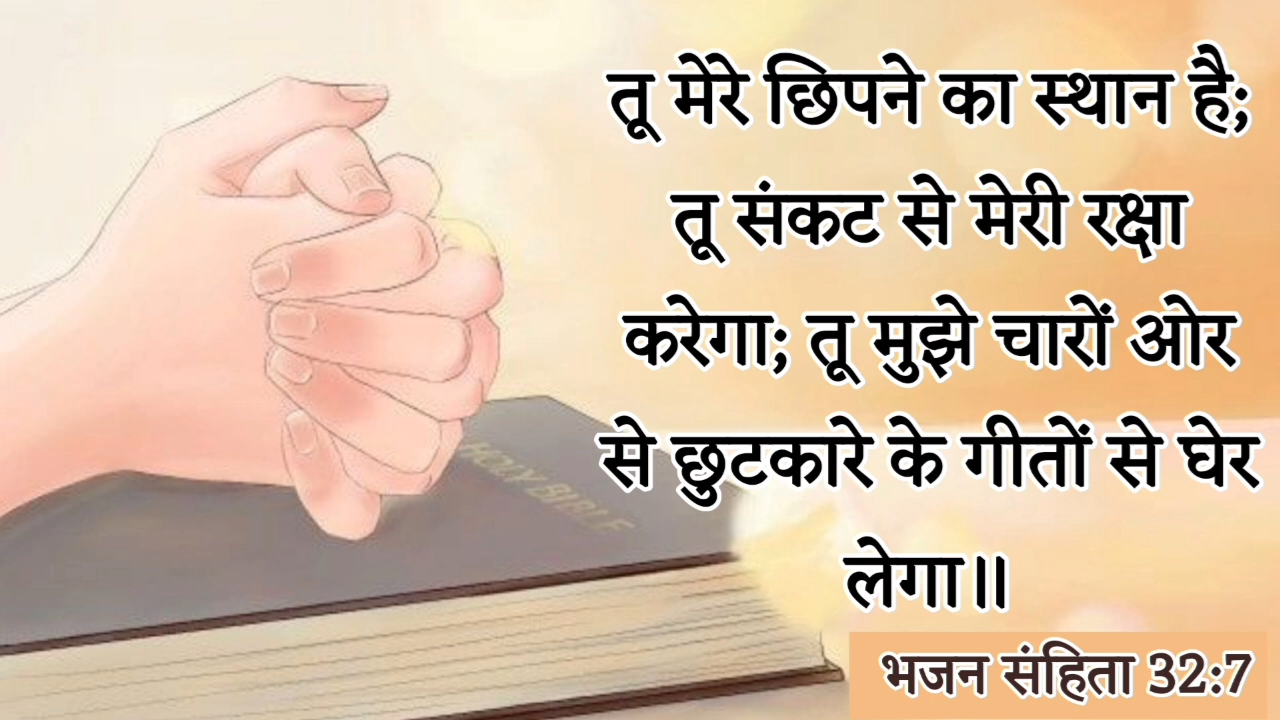 तू मेरे छिपने का स्थान है;
तू संकट से मेरी रक्षा
करेगा; तू मुझे चारों ओर
से छुटकारे के गीतों से घेर
लेगा॥
HOLY BIBLE
भजन संहिता 32:7